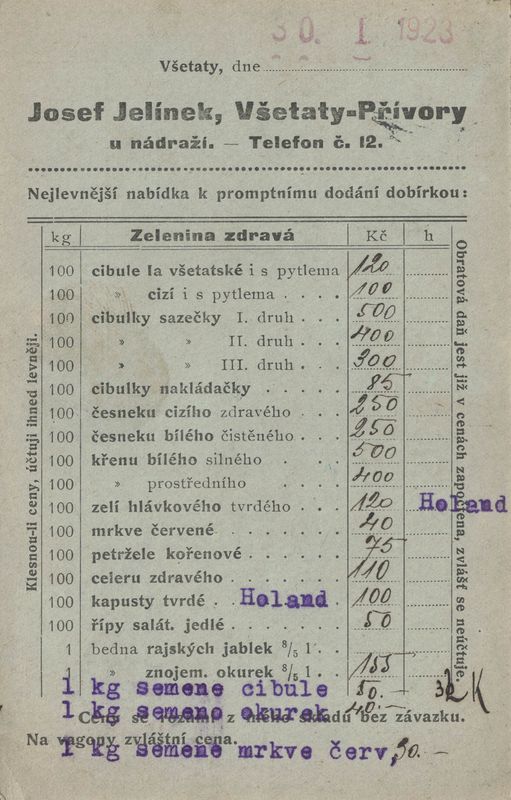 30. I 1923
Všetaty, dne
Josef Jelínek, Všetaty-Přívory
u nádraží. — Telefon č. 12.
Nejlevnější nabídka k promptnímu dodání dobírkou:
kg Zelenina zdravá Kč h
100 cibule Ia všetatské i s pytlema 120
100 » cizí i s pytlema . . . . 100
100 cibulky sazečky I. druh . . . 500
100 » » II. druh . . . 400
100 » » III. druh . . . 300
100 cibulky nakládačky . . . . . 85
100 česneku cizího zdravého . . . 250
100 česneku bílého čistěného . . . 250
100 křenu bílého silného . . . . 500
100 » prostředního . . . . 400
100 zelí hlávkového tvrdého . . . 120 Holand
100 mrkve červené . . . . . . 40
100 petržele kořenové . . . . . 75
100 celeru zdravého . . . . . . 110
100 kapusty tvrdé . Holand 100
100 řípy salát. jedlé . . . . . . 50
1 bedna rajských jablek 8/5 l . .
1 » znojem. okurek 8/5 l . . 155
1 kg semene cibule 80.— 32 K
1 kg semeno okurek 40.—
Ceny se rozumí z mého skladu bez závazku.
Na vagony zvláštní cena.
1 kg semene mrkve červ, 30.—
Klesnou-li ceny, účtuji ihned levněji.
Obratová daň jest již v cenách započtena, zvlášť se neúčtuje.